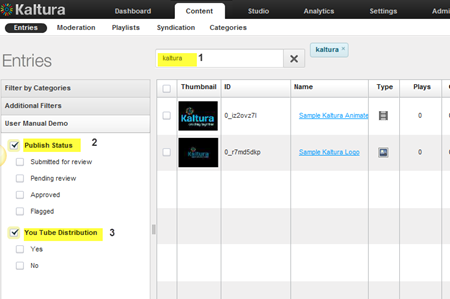 Kaltura
Dashboard Content Studio Analytics Settings Admi
Entries Moderation Playlists Syndication Categories
Entries
kaltura 1
kaltura ×
Filter by Categories
Additional Filters
User Manual Demo
Publish Status 2
Submitted for review
Pending review
Approved
Flagged
You Tube Distribution 3
Yes
No
Thumbnail ID Name Type Plays
Kaltura 0_iz2ovz7l Sample Kaltura Animate 0
Kaltura 0_r7md5dkp Sample Kaltura Logo 0